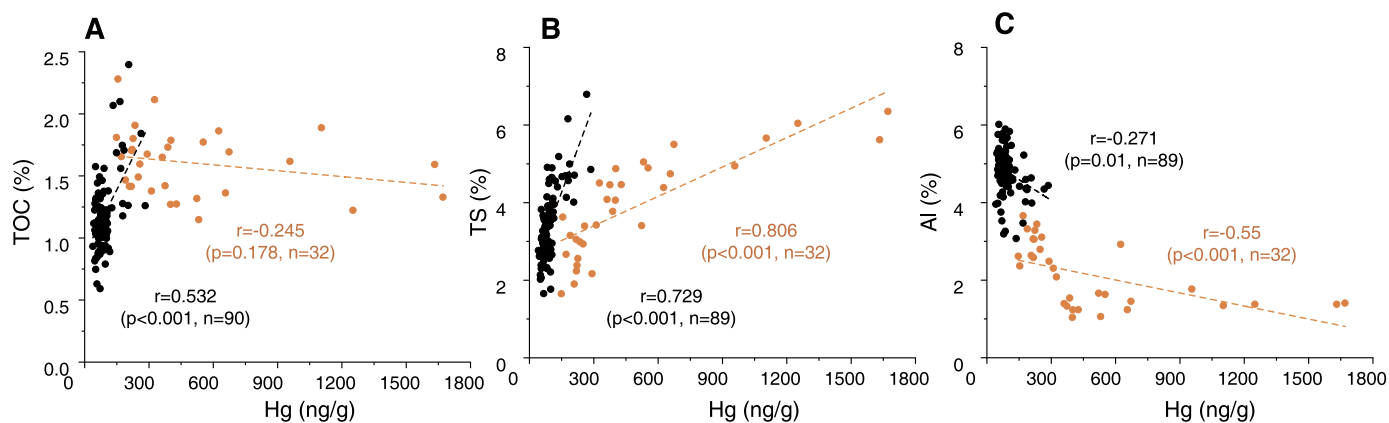 A
TOC (%)
2.5
2.0
1.5
1.0
0.5
0.0
r=-0.245
(p=0.178, n=32)
r=0.532
(p<0.001, n=90)
0 300 600 900 1200 1500 1800
Hg (ng/g)
B
TS (%)
8
6
4
2
0
r=0.806
(p<0.001, n=32)
r=0.729
(p<0.001, n=89)
0 300 600 900 1200 1500 1800
Hg (ng/g)
C
Al (%)
8
6
4
2
0
r=-0.271
(p=0.01, n=89)
r=-0.55
(p<0.001, n=32)
0 300 600 900 1200 1500 1800
Hg (ng/g)